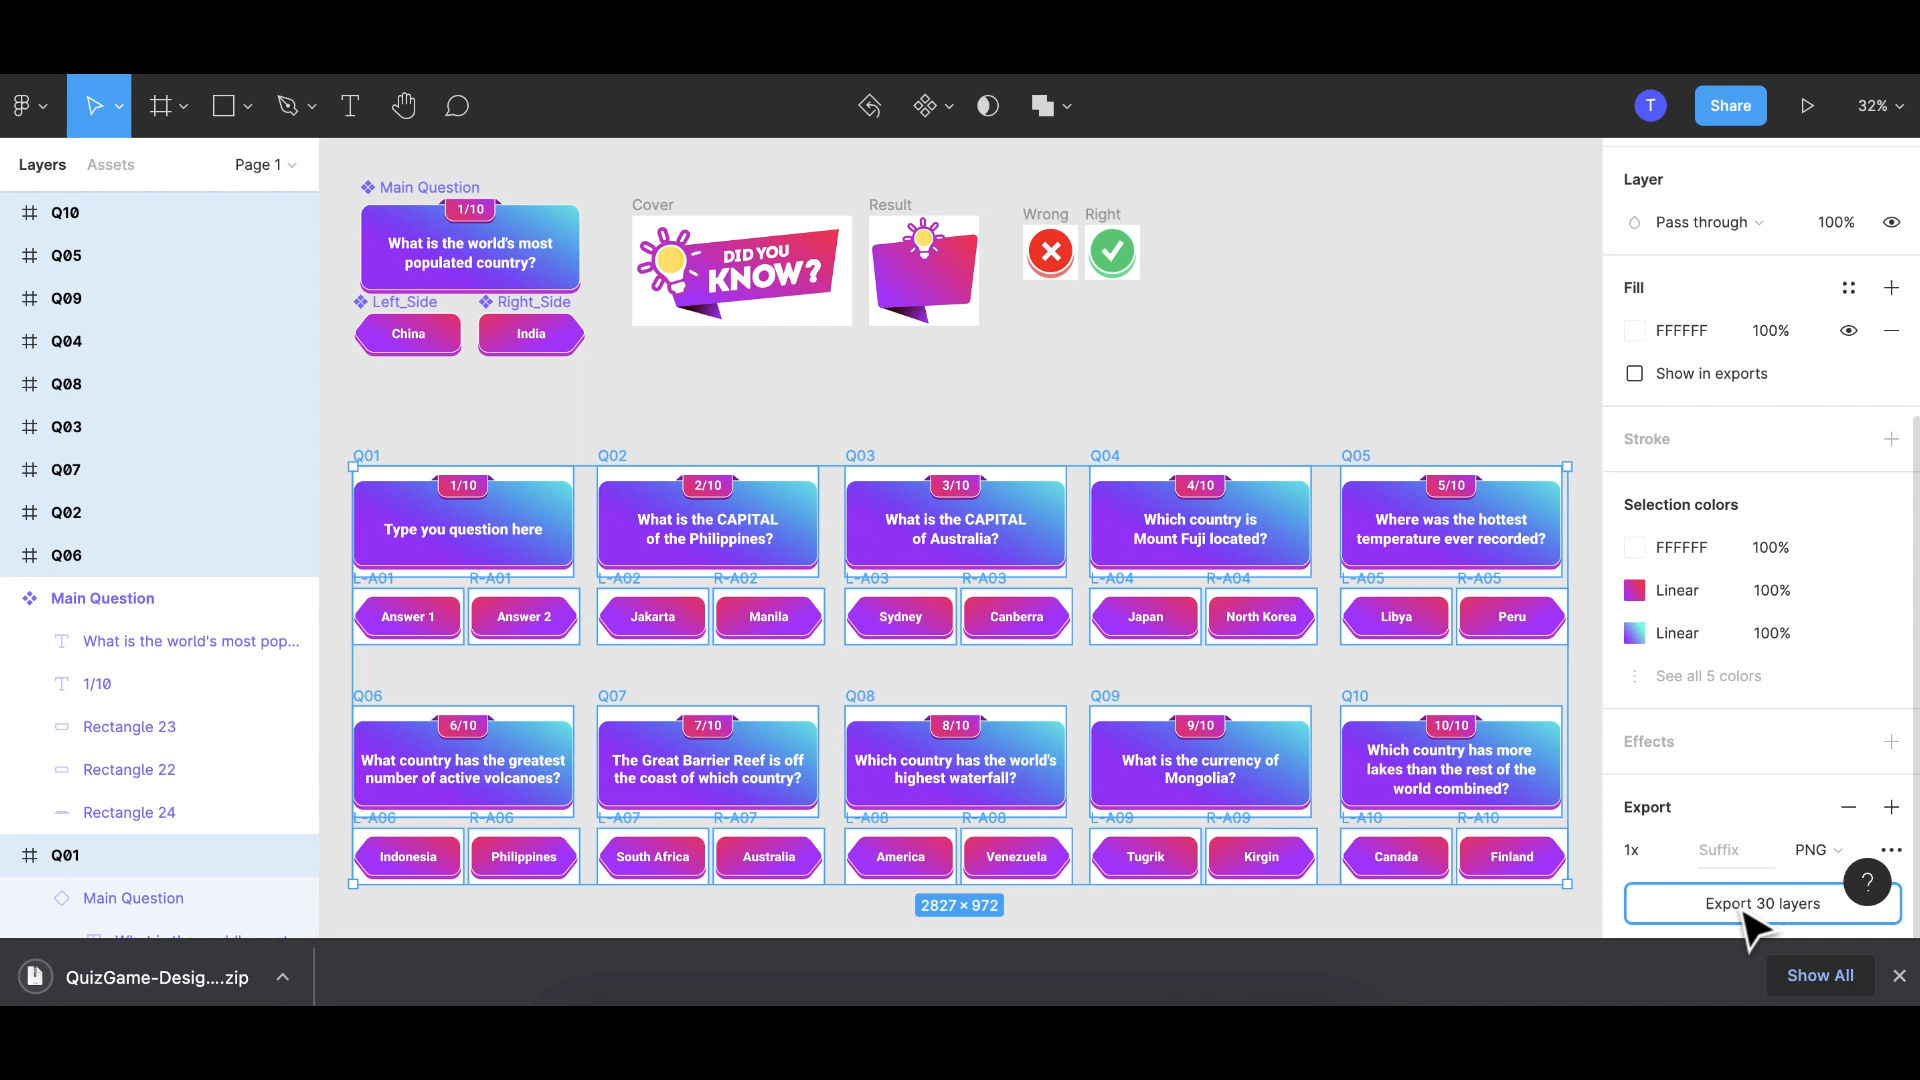 T
Share
32%
Layers
Assets
Page 1
Q10
Q05
Q09
Q04
Q08
Q03
Q07
Q02
Q06
Main Question
What is the world's most pop...
1/10
Rectangle 23
Rectangle 22
Rectangle 24
Q01
Main Question
Main Question
1/10
What is the world's most
populated country?
Left_Side
Right_Side
China
India
Cover
DID YOU
KNOW?
Result
Wrong
Right
Q01
1/10
Type you question here
L-A01
R-A01
Answer 1
Answer 2
Q02
2/10
What is the CAPITAL
of the Philippines?
L-A02
R-A02
Jakarta
Manila
Q03
3/10
What is the CAPITAL
of Australia?
L-A03
R-A03
Sydney
Canberra
Q04
4/10
Which country is
Mount Fuji located?
L-A04
R-A04
Japan
North Korea
Q05
5/10
Where was the hottest
temperature ever recorded?
L-A05
R-A05
Libya
Peru
Q06
6/10
What country has the greatest
number of active volcanoes?
L-A06
R-A06
Indonesia
Philippines
Q07
7/10
The Great Barrier Reef is off
the coast of which country?
L-A07
R-A07
South Africa
Australia
Q08
8/10
Which country has the world's
highest waterfall?
L-A08
R-A08
America
Venezuela
Q09
9/10
What is the currency of
Mongolia?
L-A09
R-A09
Tugrik
Kirgin
Q10
10/10
Which country has more
lakes than the rest of the
world combined?
L-A10
R-A10
Canada
Finland
2827 × 972
Layer
Pass through
100%
Fill
FFFFFF
100%
Show in exports
Stroke
Selection colors
FFFFFF
100%
Linear
100%
Linear
100%
See all 5 colors
Effects
Export
1x
Suffix
PNG
?
Export 30 layers
QuizGame-Desig....zip
Show All